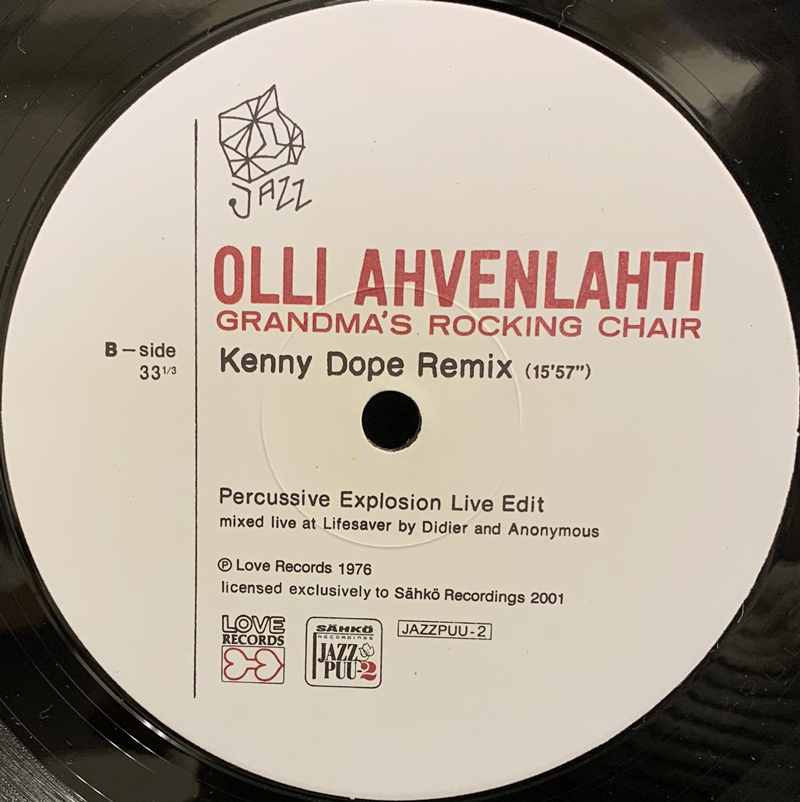 JAZZ
OLLI AHVENLAHTI
GRANDMA'S ROCKING CHAIR
B – side
33 1/3
Kenny Dope Remix (15'57")
Percussive Explosion Live Edit
mixed live at Lifesaver by Didier and Anonymous
℗ Love Records 1976
licensed exclusively to Sähkö Recordings 2001
LOVE
RECORDS
SÄHKÖ
RECORDINGS
JAZZ
PUU-2
JAZZPUU-2